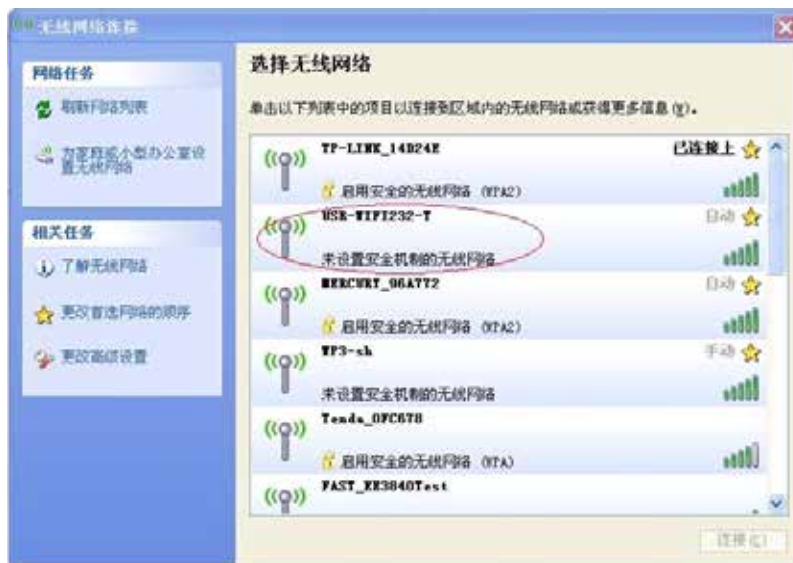 无线网络连接
网络任务
刷新网络列表
为家庭或小型办公室设
置无线网络
相关任务
了解无线网络
更改首选网络的顺序
更改高级设置
选择无线网络
单击以下列表中的项目以连接到区域内的无线网络或获得更多信息(W)。
TP-LINK_14D24E
已连接上
启用安全的无线网络 (WPA2)
USR-WIFI232-T
自动
未设置安全机制的无线网络
MERCURY_06A772
自动
启用安全的无线网络 (WPA2)
手动
未设置安全机制的无线网络
Tenda_0FC678
启用安全的无线网络 (WPA)
连接(C)